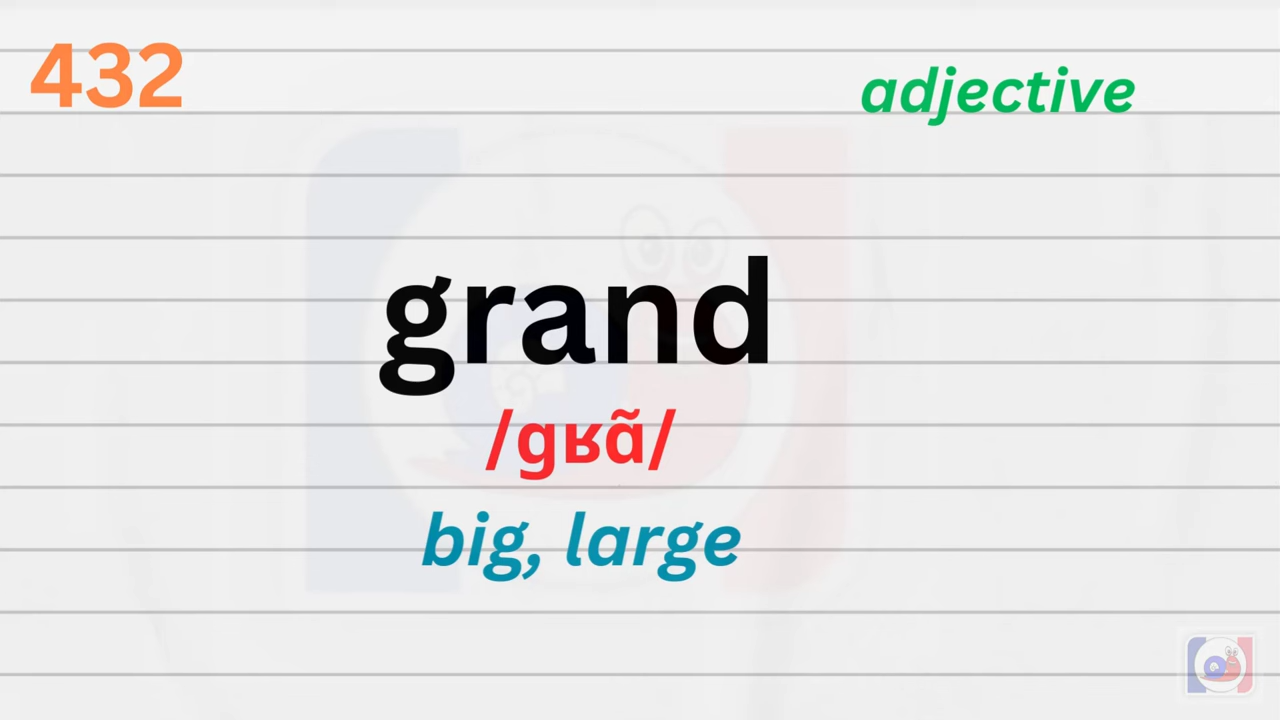 432
adjective
grand
/ɡʁɑ̃/
big, large